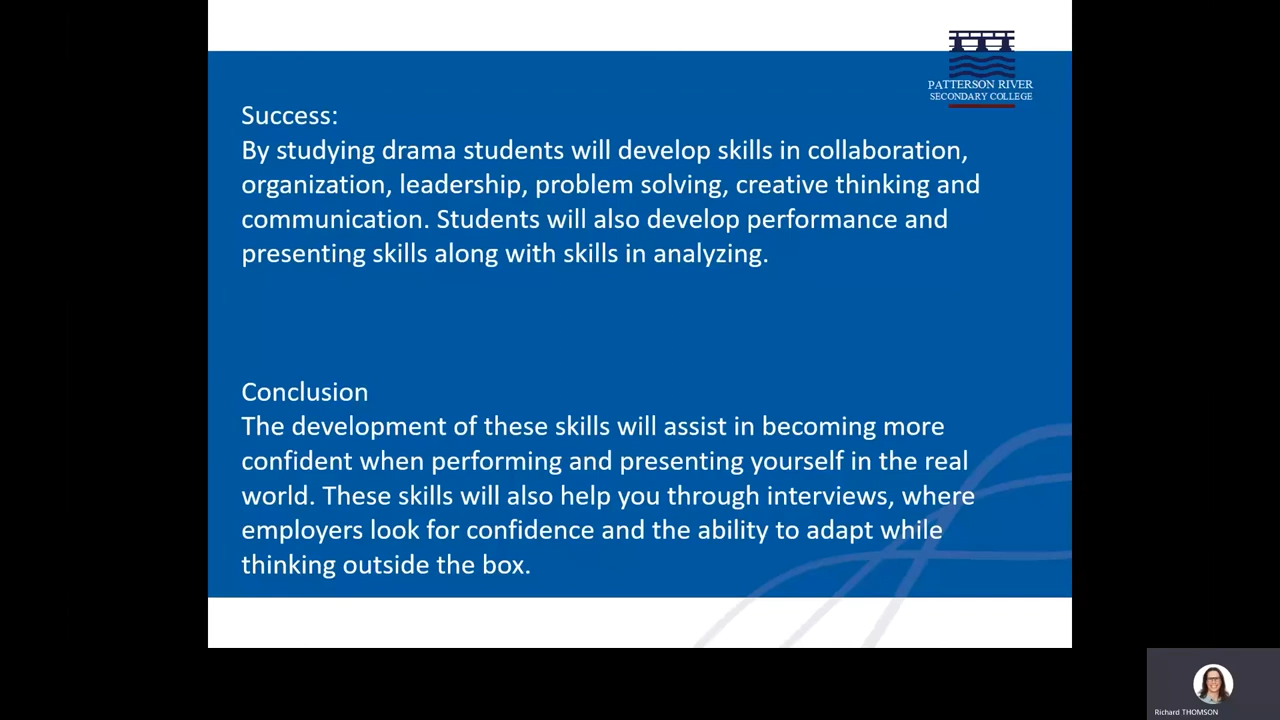 PATTERSON RIVER
SECONDARY COLLEGE
Success:
By studying drama students will develop skills in collaboration,
organization, leadership, problem solving, creative thinking and
communication. Students will also develop performance and
presenting skills along with skills in analyzing.
Conclusion
The development of these skills will assist in becoming more
confident when performing and presenting yourself in the real
world. These skills will also help you through interviews, where
employers look for confidence and the ability to adapt while
thinking outside the box.
Richard THOMSON